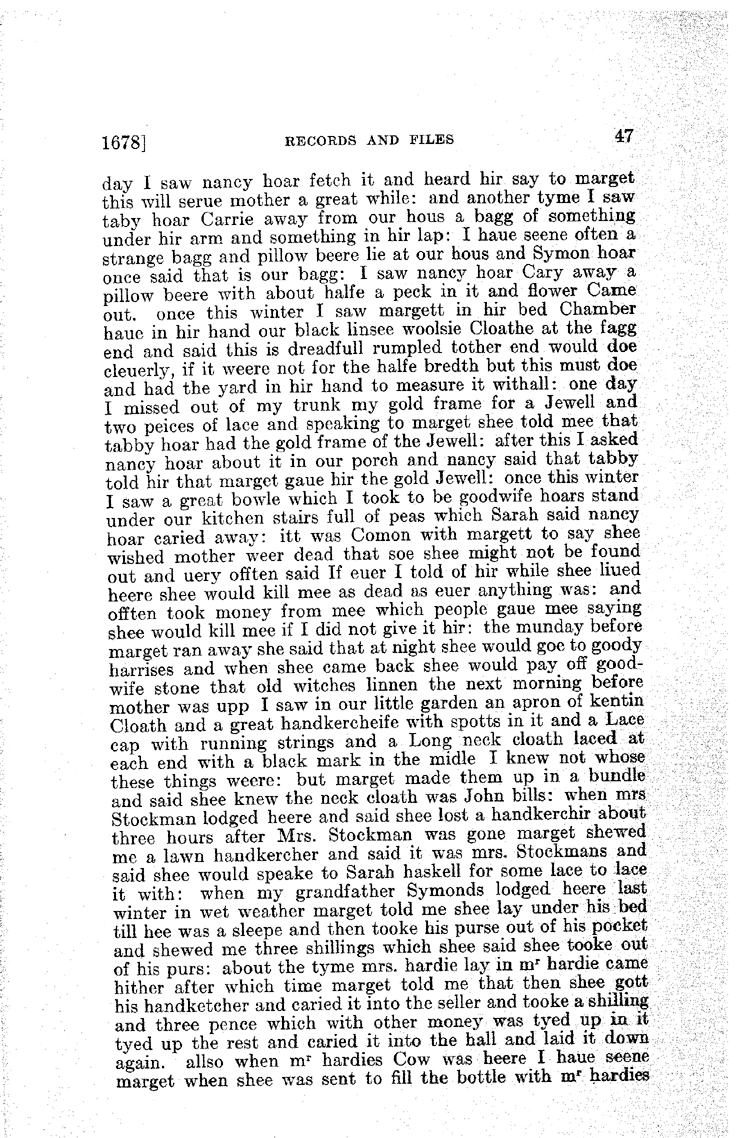 1678] RECORDS AND FILES 47
day I saw nancy hoar fetch it and heard hir say to marget
this will serue mother a great while: and another tyme I saw
taby hoar Carrie away from our hous a bagg of something
under hir arm and something in hir lap: I haue seene often a
strange bagg and pillow beere lie at our hous and Symon hoar
once said that is our bagg: I saw nancy hoar Cary away a
pillow beere with about halfe a peck in it and flower Came
out. once this winter I saw margett in hir bed Chamber
haue in hir hand our black linsee woolsie Cloathe at the fagg
end and said this is dreadfull rumpled tother end would doe
cleuerly, if it weere not for the halfe bredth but this must doe
and had the yard in hir hand to measure it withall: one day
I missed out of my trunk my gold frame for a Jewell and
two peices of lace and speaking to marget shee told mee that
tabby hoar had the gold frame of the Jewell: after this I asked
nancy hoar about it in our porch and nancy said that tabby
told hir that marget gaue hir the gold Jewell: once this winter
I saw a great bowle which I took to be goodwife hoars stand
under our kitchen stairs full of peas which Sarah said nancy
hoar caried away: itt was Comon with margett to say shee
wished mother weer dead that soe shee might not be found
out and uery offten said If euer I told of hir while shee liued
heere shee would kill mee as dead as euer anything was: and
offten took money from mee which people gaue mee saying
shee would kill mee if I did not give it hir: the munday before
marget ran away she said that at night shee would goe to goody
harrises and when shee came back shee would pay off good-
wife stone that old witches linnen the next morning before
mother was upp I saw in our little garden an apron of kentin
Cloath and a great handkercheife with spotts in it and a Lace
cap with running strings and a Long neck cloath laced at
each end with a black mark in the midle I knew not whose
these things weere: but marget made them up in a bundle
and said shee knew the neck cloath was John bills: when mrs
Stockman lodged heere and said shee lost a handkerchir about
three hours after Mrs. Stockman was gone marget shewed
me a lawn handkercher and said it was mrs. Stockmans and
said shee would speake to Sarah haskell for some lace to lace
it with: when my grandfather Symonds lodged heere last
winter in wet weather marget told me shee lay under his bed
till hee was a sleepe and then tooke his purse out of his pocket
and shewed me three shillings which shee said shee tooke out
of his purs: about the tyme mrs. hardie lay in mʳ hardie came
hither after which time marget told me that then shee gott
his handketcher and caried it into the seller and tooke a shilling
and three pence which with other money was tyed up in it
tyed up the rest and caried it into the hall and laid it down
again. allso when mʳ hardies Cow was heere I haue seene
marget when shee was sent to fill the bottle with mʳ hardies